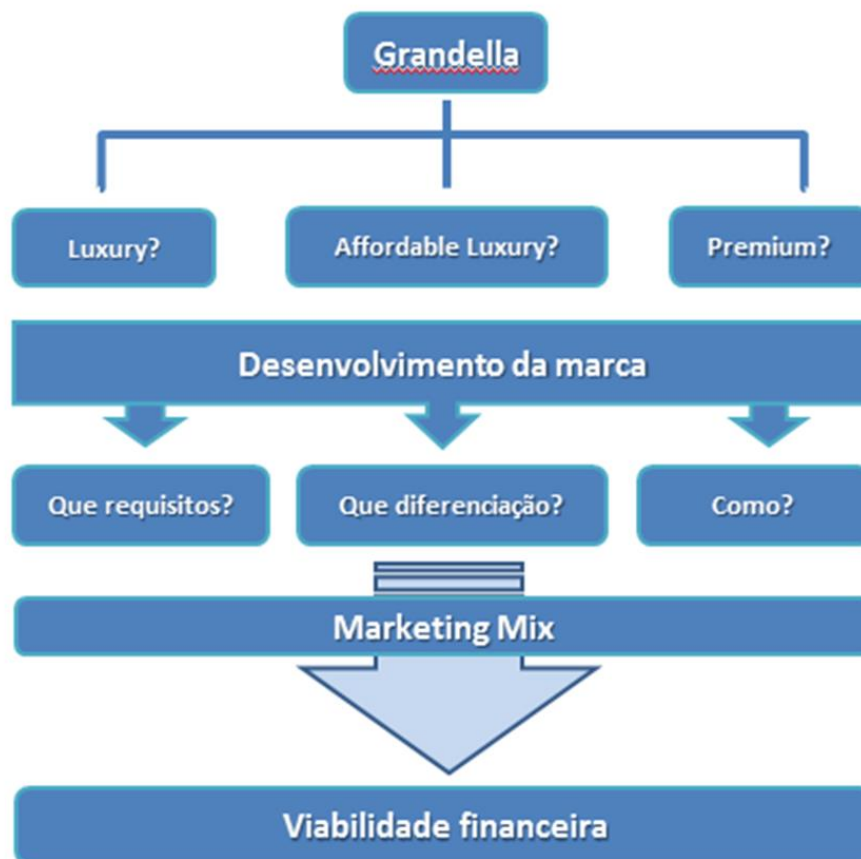 Grandella
Luxury?
Affordable Luxury?
Premium?
Desenvolvimento da marca
Que requisitos?
Que diferenciação?
Como?
Marketing Mix
Viabilidade financeira